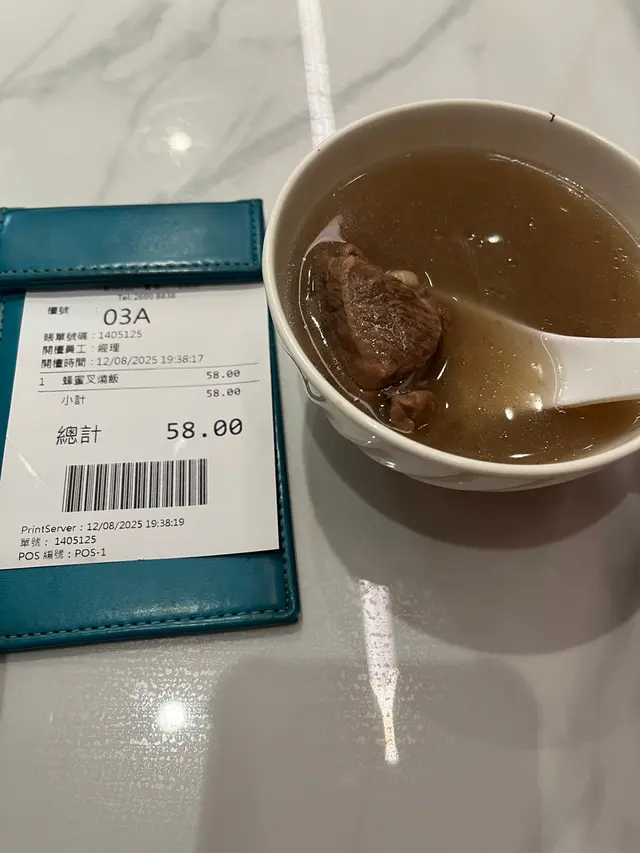 Tel: 2699 8838
檯號 03A
賬單號碼：1405125
開檯員工：經理
開檯時間：12/08/2025 19:38:17
1 蜂蜜叉燒飯 58.00
小計 58.00
總計 58.00
PrintServer：12/08/2025 19:38:19
單號： 1405125
POS 編號：POS-1